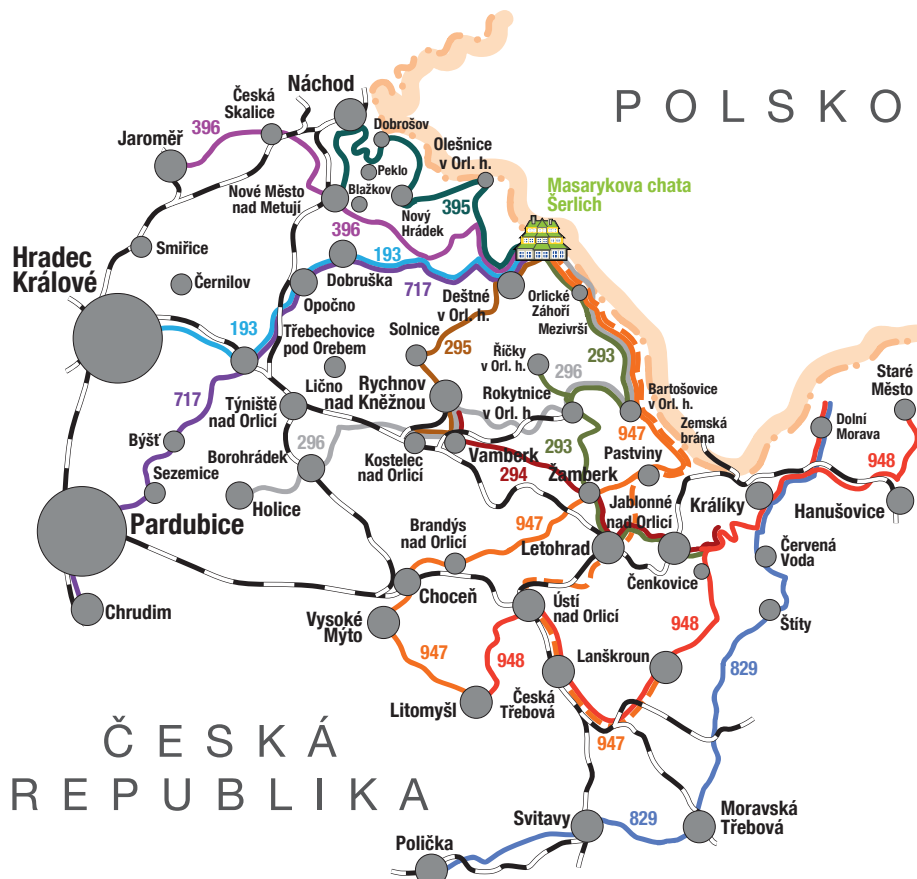 POLSKO
Náchod
Česká
Skalice
Dobrošov
396
Jaroměř
Olešnice
v Orl. h.
Peklo
Masarykova chata
Šerlich
Nové Město
nad Metují
Blažkov
Nový
Hrádek
395
396
Smiřice
193
Hradec
Králové
Černilov
Dobruška
717
Opočno
Deštné
v Orl. h.
Orlické
Záhoří
Mezivrší
193
Třebechovice
pod Orebem
Solnice
295
293
Říčky
v Orl. h.
296
Staré
Město
717
Lično
Rychnov
nad Kněžnou
Rokytnice
v Orl. h.
Bartošovice
v Orl. h.
Týniště
nad Orlicí
947
Zemská
brána
Dolní
Morava
Býšť
296
Borohrádek
293
948
Kostelec
nad Orlicí
Vamberk
Pastviny
294
Žamberk
Sezemice
Holice
Jablonné
nad Orlicí
Králíky
Hanušovice
Pardubice
Brandýs
nad Orlicí
947
Letohrad
Červená
Voda
Čenkovice
Choceň
Chrudim
Ústí
nad Orlicí
Vysoké
Mýto
948
Štíty
947
948
Lanškroun
829
Litomyšl
Česká
Třebová
947
ČESKÁ
REPUBLIKA
Svitavy
829
Moravská
Třebová
Polička